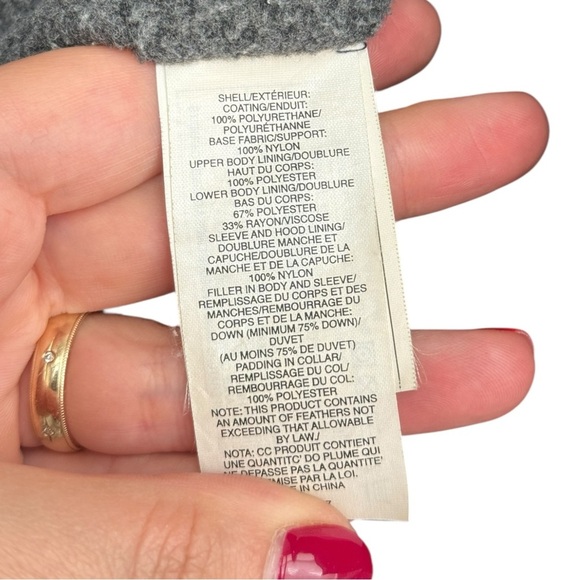 SHELL/EXTÉRIEUR:
COATING/ENDUIT:
100% POLYURETHANE/
POLYURÉTHANNE
BASE FABRIC/SUPPORT:
100% NYLON
UPPER BODY LINING/DOUBLURE
HAUT DU CORPS:
100% POLYESTER
LOWER BODY LINING/DOUBLURE
BAS DU CORPS:
67% POLYESTER
33% RAYON/VISCOSE
SLEEVE AND HOOD LINING/
DOUBLURE MANCHE ET
CAPUCHE/DOUBLURE DE LA
MANCHE ET DE LA CAPUCHE:
100% NYLON
FILLER IN BODY AND SLEEVE/
REMPLISSAGE DU CORPS ET DES
MANCHES/REMBOURRAGE DU
CORPS ET DE LA MANCHE:
DOWN (MINIMUM 75% DOWN)/
DUVET
(AU MOINS 75% DE DUVET)
PADDING IN COLLAR/
REMPLISSAGE DU COL/
REMBOURRAGE DU COL:
100% POLYESTER
NOTE: THIS PRODUCT CONTAINS
AN AMOUNT OF FEATHERS NOT
EXCEEDING THAT ALLOWABLE
BY LAW./
NOTA: CC PRODUIT CONTIENT
UNE QUANTITC' DO PLUME QUI
DEPASSE PAS LA QUANTITE'
PAR LA LOI.
IN CHINA